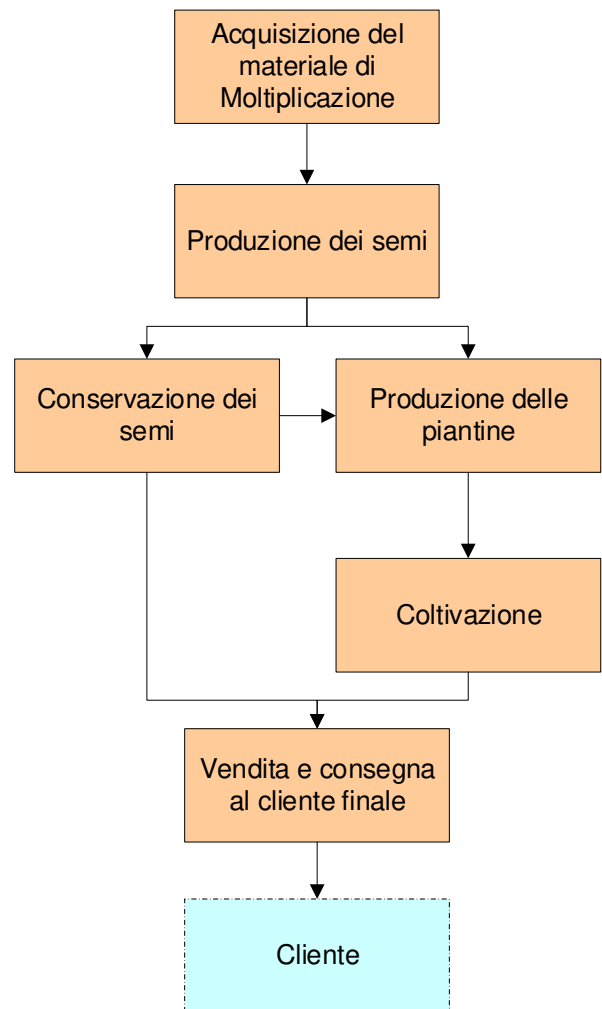 Acquisizione del
materiale di
Moltiplicazione
Produzione dei semi
Conservazione dei
semi
Produzione delle
piantine
Coltivazione
Vendita e consegna
al cliente finale
Cliente